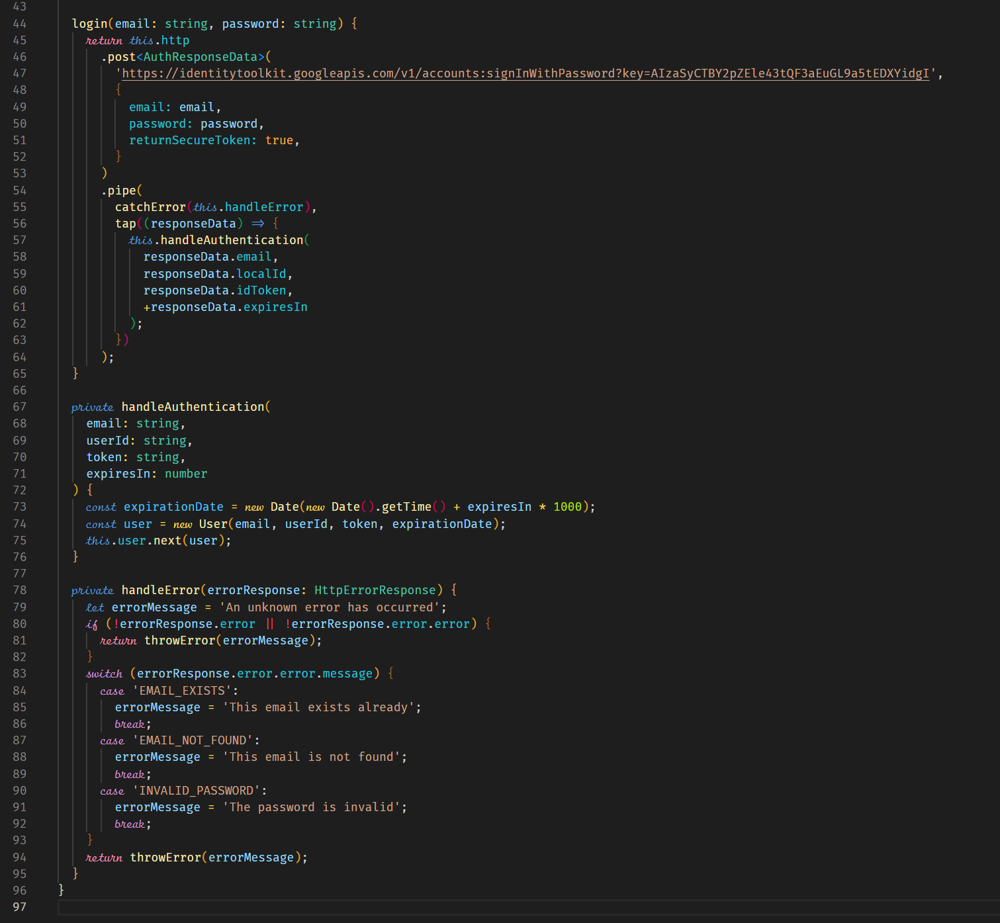 43
44 login(email: string, password: string) {
45 return this.http
46 .post<AuthResponseData>(
47 'https://identitytoolkit.googleapis.com/v1/accounts:signInWithPassword?key=AIzaSyCTBY2pZEle43tQF3aEuGL9a5tEDXYidgI',
48 {
49 email: email,
50 password: password,
51 returnSecureToken: true,
52 }
53 )
54 .pipe(
55 catchError(this.handleError),
56 tap((responseData) => {
57 this.handleAuthentication(
58 responseData.email,
59 responseData.localId,
60 responseData.idToken,
61 +responseData.expiresIn
62 );
63 })
64 );
65 }
66
67 private handleAuthentication(
68 email: string,
69 userId: string,
70 token: string,
71 expiresIn: number
72 ) {
73 const expirationDate = new Date(new Date().getTime() + expiresIn * 1000);
74 const user = new User(email, userId, token, expirationDate);
75 this.user.next(user);
76 }
77
78 private handleError(errorResponse: HttpErrorResponse) {
79 let errorMessage = 'An unknown error has occurred';
80 if (!errorResponse.error || !errorResponse.error.error) {
81 return throwError(errorMessage);
82 }
83 switch (errorResponse.error.error.message) {
84 case 'EMAIL_EXISTS':
85 errorMessage = 'This email exists already';
86 break;
87 case 'EMAIL_NOT_FOUND':
88 errorMessage = 'This email is not found';
89 break;
90 case 'INVALID_PASSWORD':
91 errorMessage = 'The password is invalid';
92 break;
93 }
94 return throwError(errorMessage);
95 }
96 }
97